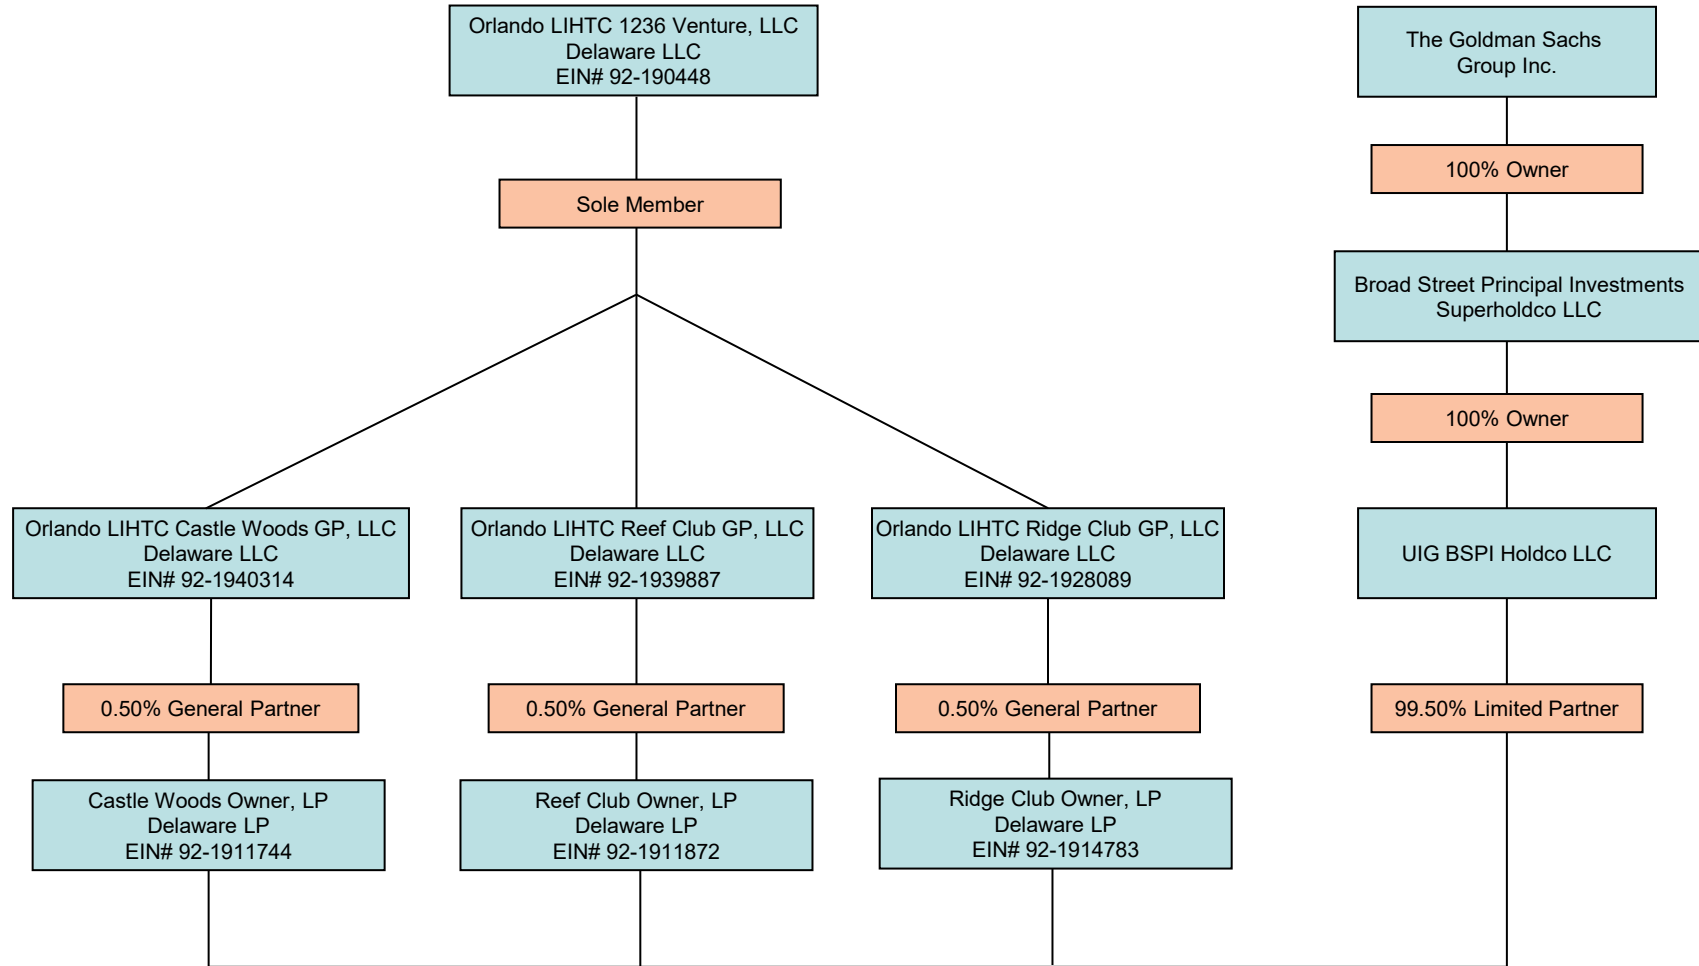 Orlando LIHTC 1236 Venture, LLC
Delaware LLC
EIN# 92-190448
The Goldman Sachs
Group Inc.
100% Owner
Sole Member
Broad Street Principal Investments
Superholdco LLC
100% Owner
Orlando LIHTC Castle Woods GP, LLC
Delaware LLC
EIN# 92-1940314
Orlando LIHTC Reef Club GP, LLC
Delaware LLC
EIN# 92-1939887
Orlando LIHTC Ridge Club GP, LLC
Delaware LLC
EIN# 92-1928089
UIG BSPI Holdco LLC
0.50% General Partner
0.50% General Partner
0.50% General Partner
99.50% Limited Partner
Castle Woods Owner, LP
Delaware LP
EIN# 92-1911744
Reef Club Owner, LP
Delaware LP
EIN# 92-1911872
Ridge Club Owner, LP
Delaware LP
EIN# 92-1914783